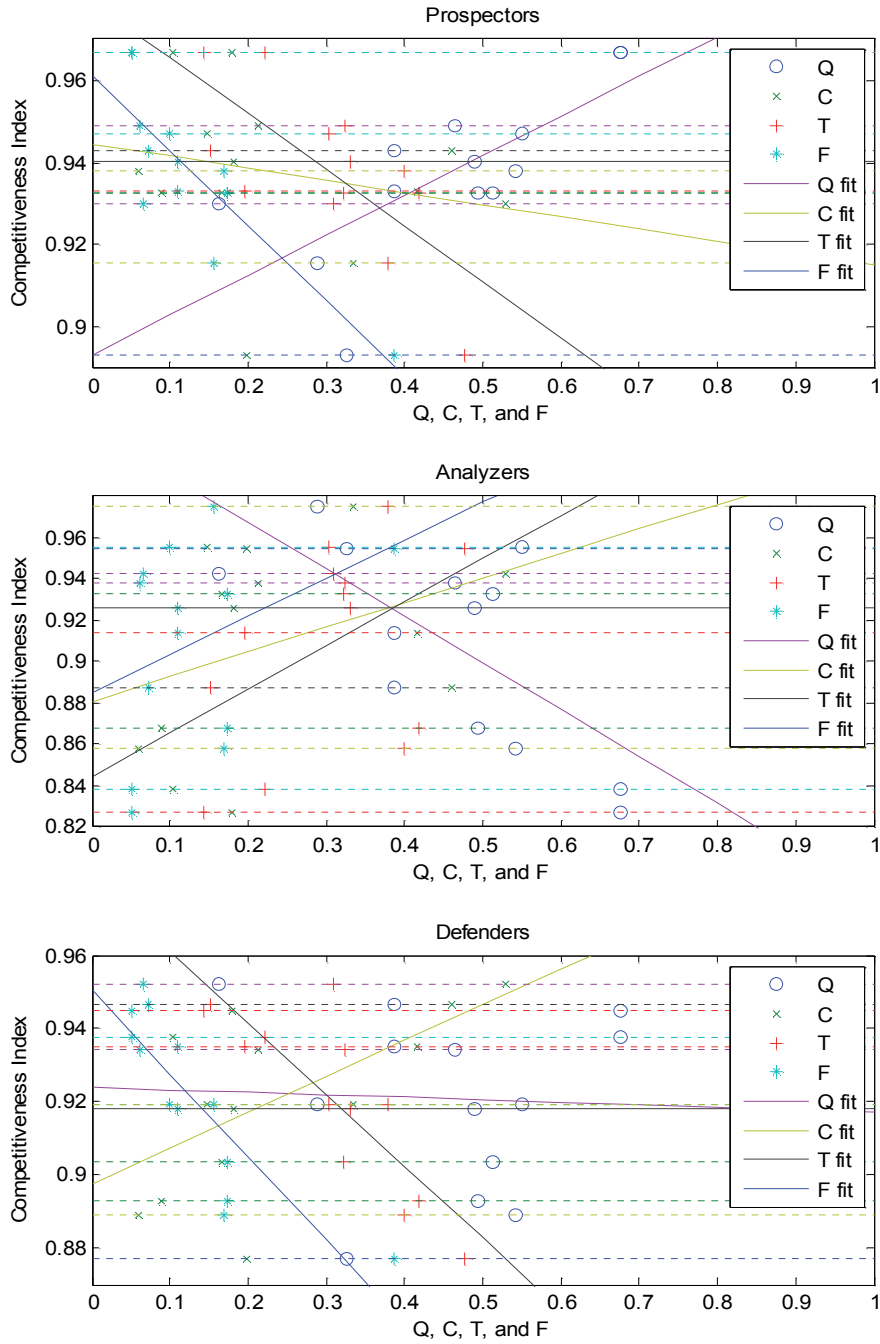 Prospectors
Competitiveness Index
0.96
0.94
0.92
0.9
0 0.1 0.2 0.3 0.4 0.5 0.6 0.7 0.8 0.9 1
Q, C, T, and F
Q
C
T
F
Q fit
C fit
T fit
F fit
Analyzers
Competitiveness Index
0.96
0.94
0.92
0.9
0.88
0.86
0.84
0.82
0 0.1 0.2 0.3 0.4 0.5 0.6 0.7 0.8 0.9 1
Q, C, T, and F
Q
C
T
F
Q fit
C fit
T fit
F fit
Defenders
Competitiveness Index
0.96
0.94
0.92
0.9
0.88
0 0.1 0.2 0.3 0.4 0.5 0.6 0.7 0.8 0.9 1
Q, C, T, and F
Q
C
T
F
Q fit
C fit
T fit
F fit